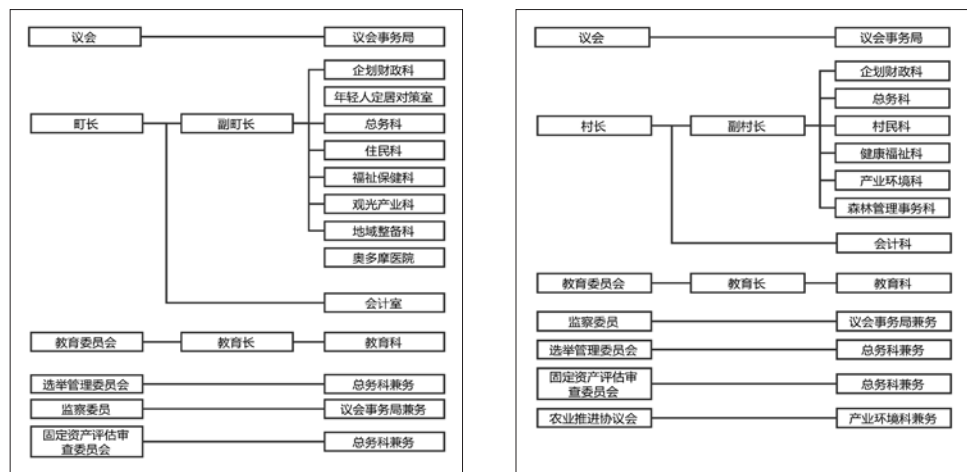 议会
议会事务局
企划财政科
年轻人定居对策室
町长
副町长
总务科
住民科
福祉保健科
观光产业科
地域整备科
奥多摩医院
会计室
教育委员会
教育长
教育科
选举管理委员会
总务科兼务
监察委员
议会事务局兼务
固定资产评估审
查委员会
总务科兼务
议会
议会事务局
企划财政科
总务科
村长
副村长
村民科
健康福祉科
产业环境科
森林管理事务科
会计科
教育委员会
教育长
教育科
监察委员
议会事务局兼务
选举管理委员会
总务科兼务
固定资产评估审
查委员会
总务科兼务
农业推进协议会
产业环境科兼务